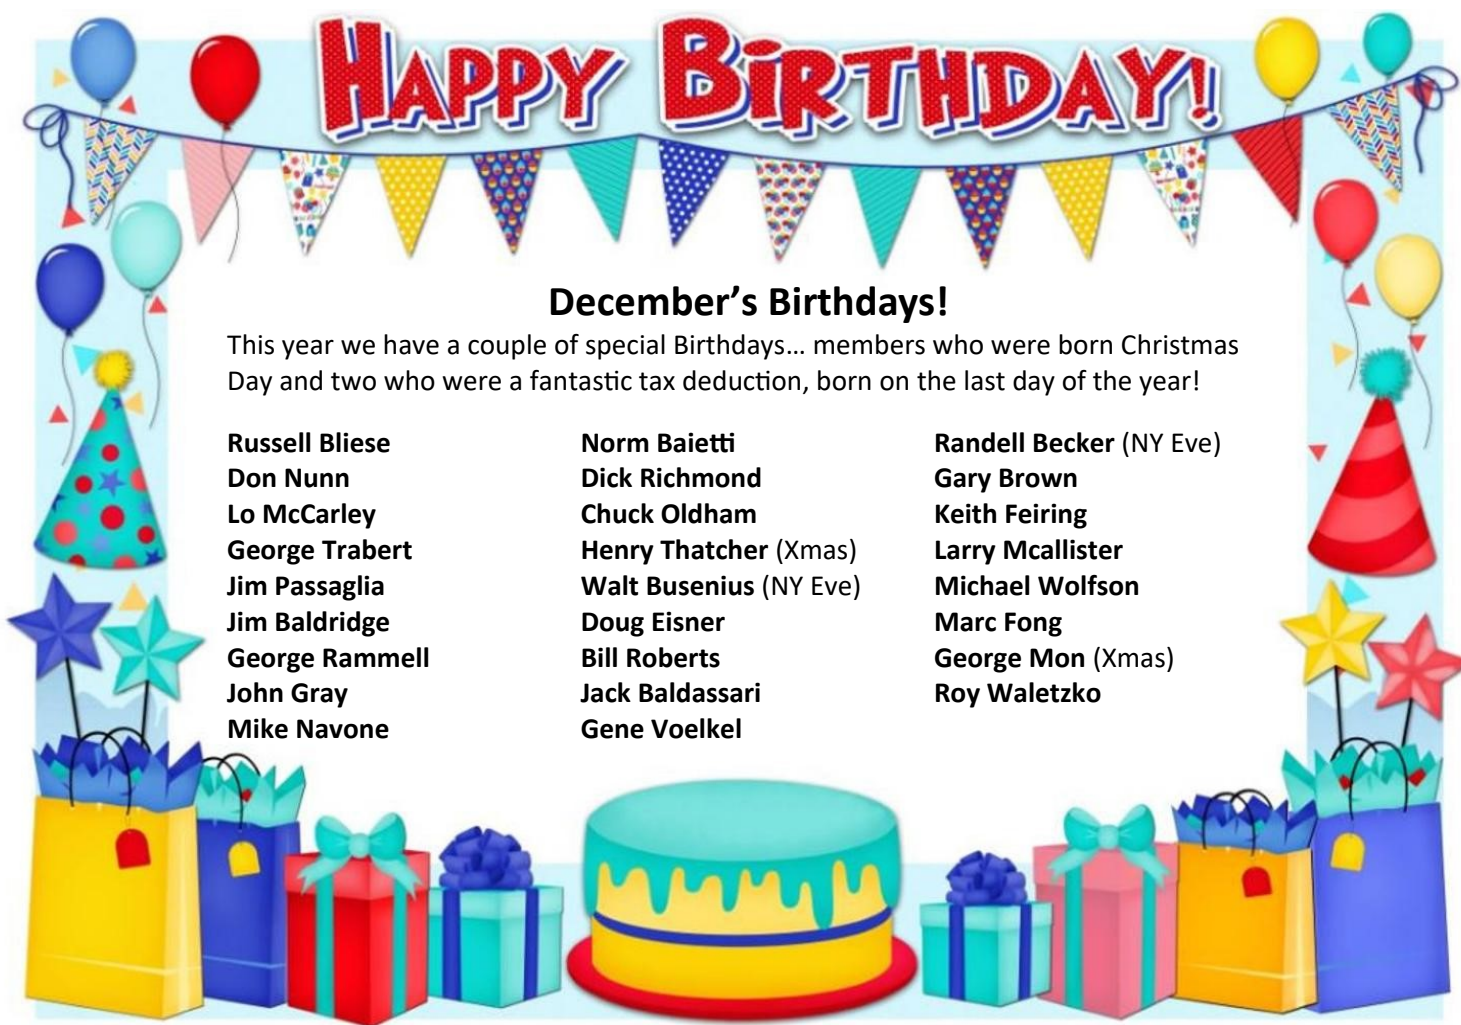 HAPPY BIRTHDAY!
December’s Birthdays!
This year we have a couple of special Birthdays… members who were born Christmas
Day and two who were a fantastic tax deduction, born on the last day of the year!
Russell Bliese
Don Nunn
Lo McCarley
George Trabert
Jim Passaglia
Jim Baldridge
George Rammell
John Gray
Mike Navone
Norm Baietti
Dick Richmond
Chuck Oldham
Henry Thatcher (Xmas)
Walt Busenius (NY Eve)
Doug Eisner
Bill Roberts
Jack Baldassari
Gene Voelkel
Randell Becker (NY Eve)
Gary Brown
Keith Feiring
Larry Mcallister
Michael Wolfson
Marc Fong
George Mon (Xmas)
Roy Waletzko